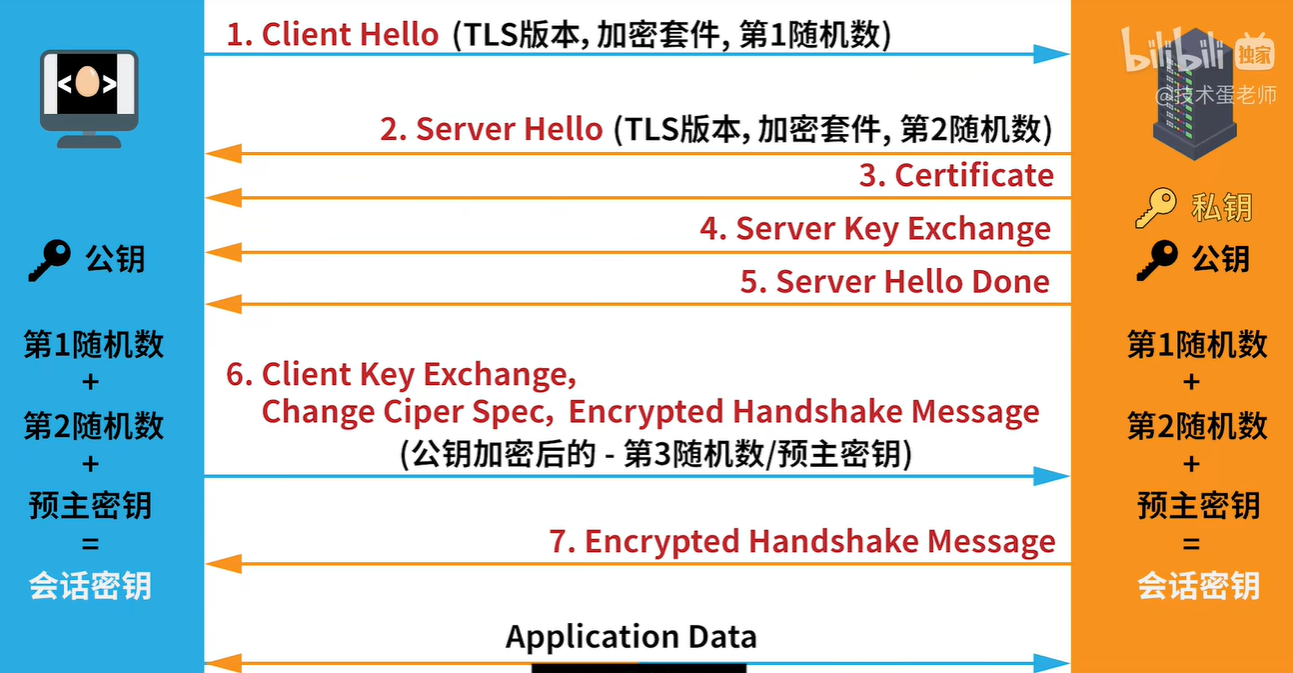 1. Client Hello (TLS版本, 加密套件, 第1随机数)
bilibili 独家
@技术蛋老师
< >
2. Server Hello (TLS版本, 加密套件, 第2随机数)
3. Certificate
私钥
4. Server Key Exchange
公钥
公钥
5. Server Hello Done
第1随机数
+
第2随机数
+
预主密钥
=
会话密钥
6. Client Key Exchange,
Change Ciper Spec, Encrypted Handshake Message
(公钥加密后的 - 第3随机数/预主密钥)
7. Encrypted Handshake Message
Application Data
第1随机数
+
第2随机数
+
预主密钥
=
会话密钥